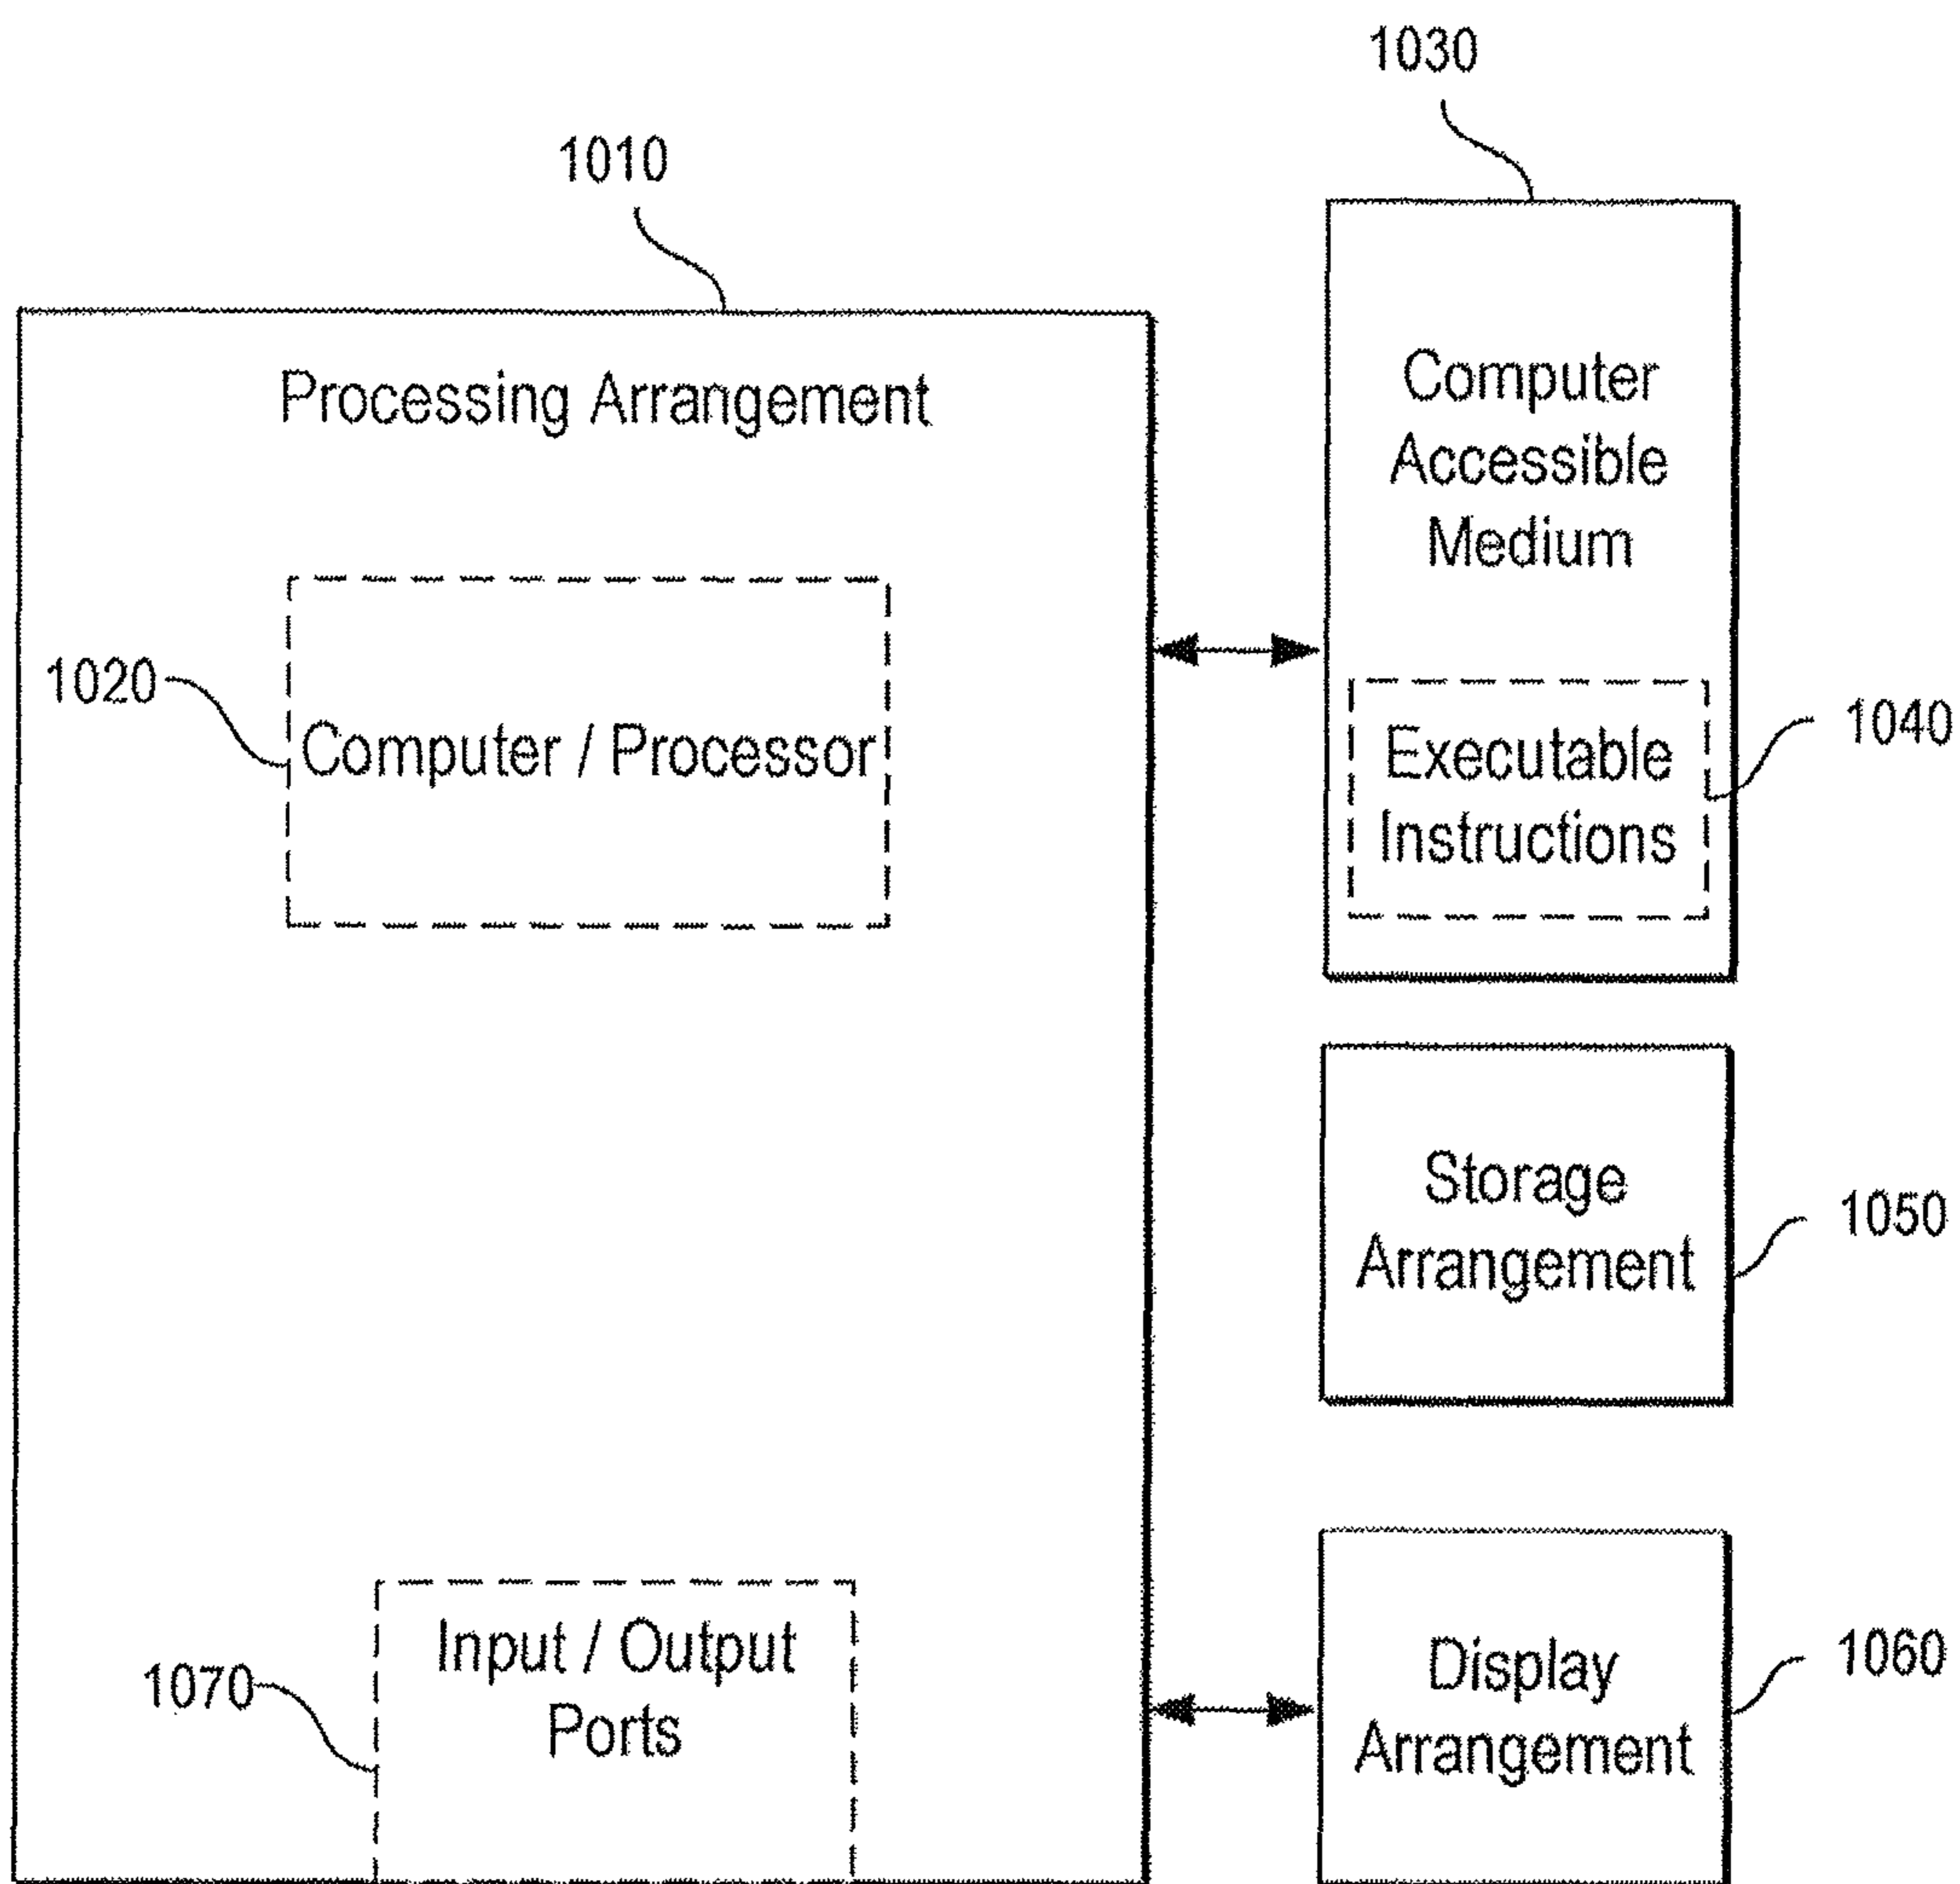 1030
1010
Processing Arrangement
Computer
Accessible
Medium
1020
Computer / Processor
Executable
Instructions
1040
Storage
Arrangement
1050
Input / Output
Ports
1070
Display
Arrangement
1060